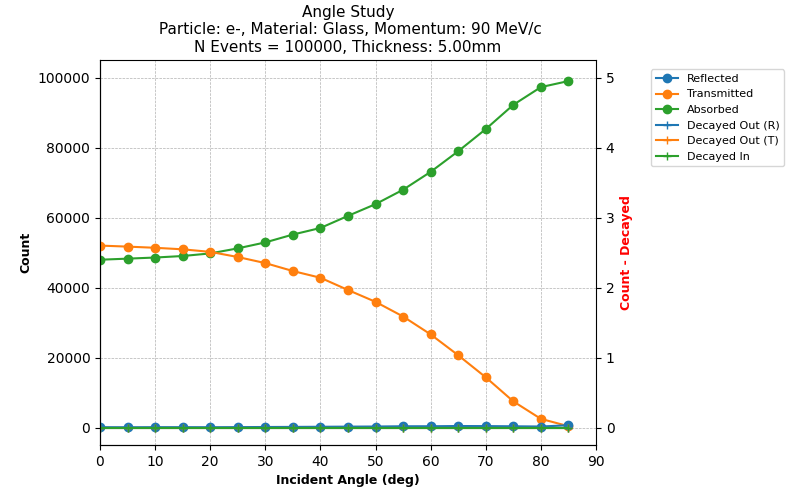 Angle Study
Particle: e-, Material: Glass, Momentum: 90 MeV/c
N Events = 100000, Thickness: 5.00mm
100000
80000
60000
40000
20000
0
Count
5
4
3
2
1
0
Count - Decayed
0 10 20 30 40 50 60 70 80 90
Incident Angle (deg)
Reflected
Transmitted
Absorbed
Decayed Out (R)
Decayed Out (T)
Decayed In